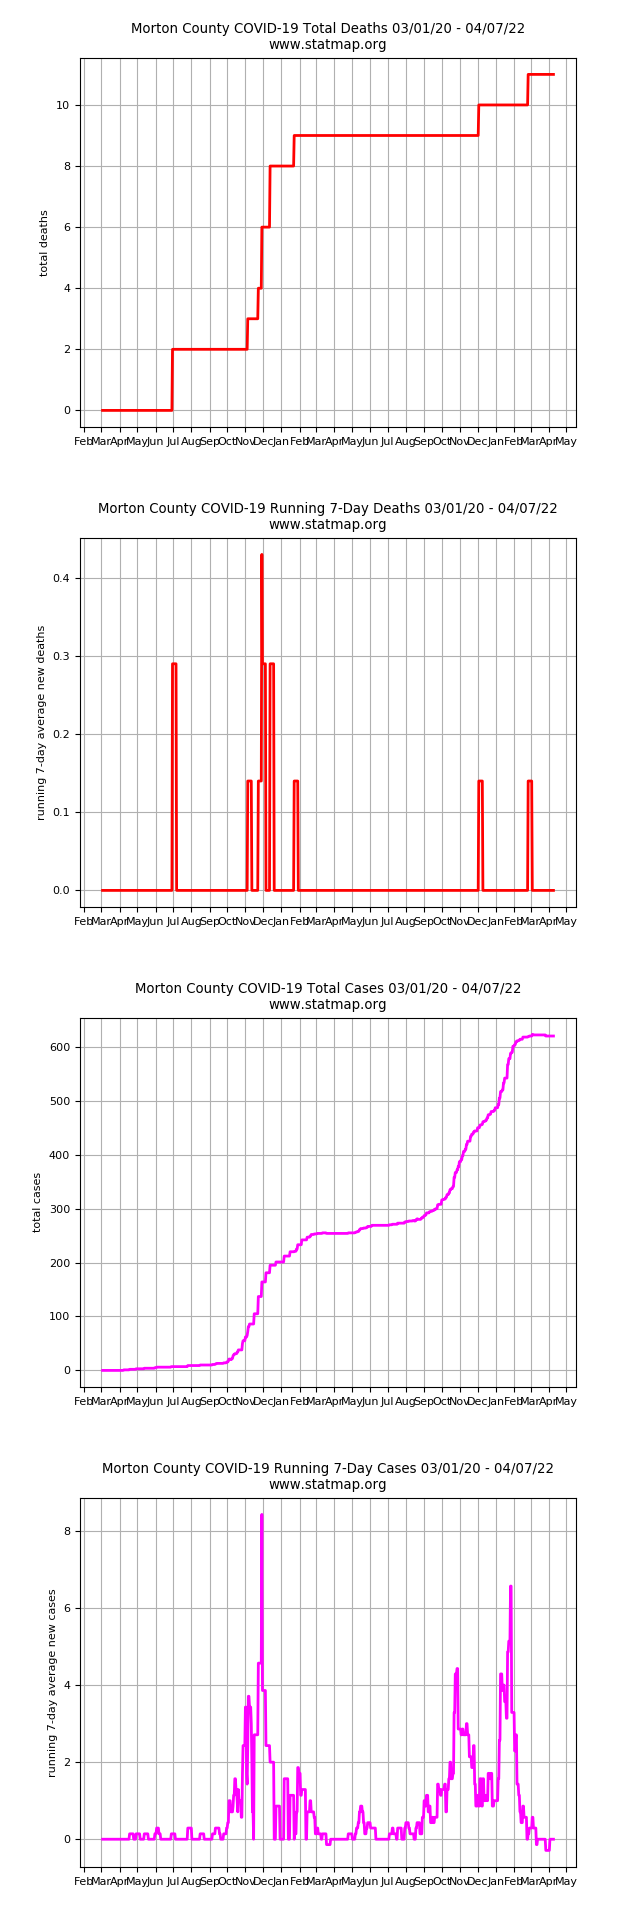 Morton County COVID-19 Total Deaths 03/01/20 - 04/07/22
www.statmap.org
10
8
6
4
2
0
total deaths
Feb Mar Apr May Jun Jul Aug Sep Oct Nov Dec Jan Feb Mar Apr May Jun Jul Aug Sep Oct Nov Dec Jan Feb Mar Apr May
Morton County COVID-19 Running 7-Day Deaths 03/01/20 - 04/07/22
www.statmap.org
0.4
0.3
0.2
0.1
0.0
running 7-day average new deaths
Feb Mar Apr May Jun Jul Aug Sep Oct Nov Dec Jan Feb Mar Apr May Jun Jul Aug Sep Oct Nov Dec Jan Feb Mar Apr May
Morton County COVID-19 Total Cases 03/01/20 - 04/07/22
www.statmap.org
600
500
400
300
200
100
0
total cases
Feb Mar Apr May Jun Jul Aug Sep Oct Nov Dec Jan Feb Mar Apr May Jun Jul Aug Sep Oct Nov Dec Jan Feb Mar Apr May
Morton County COVID-19 Running 7-Day Cases 03/01/20 - 04/07/22
www.statmap.org
8
6
4
2
0
running 7-day average new cases
Feb Mar Apr May Jun Jul Aug Sep Oct Nov Dec Jan Feb Mar Apr May Jun Jul Aug Sep Oct Nov Dec Jan Feb Mar Apr May